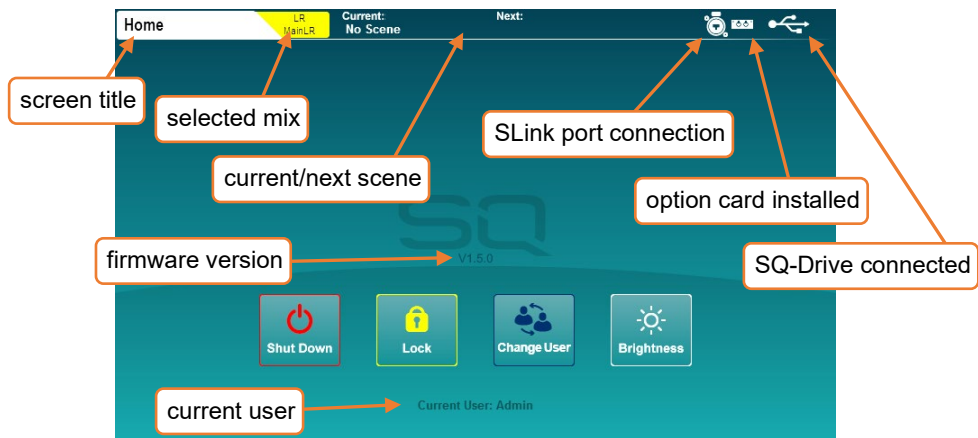 Home
LR
MainLR
Current:
No Scene
Next:
screen title
selected mix
SLink port connection
current/next scene
option card installed
SQ
firmware version
V1.5.0
SQ-Drive connected
Shut Down
Lock
Change User
Brightness
current user
Current User: Admin